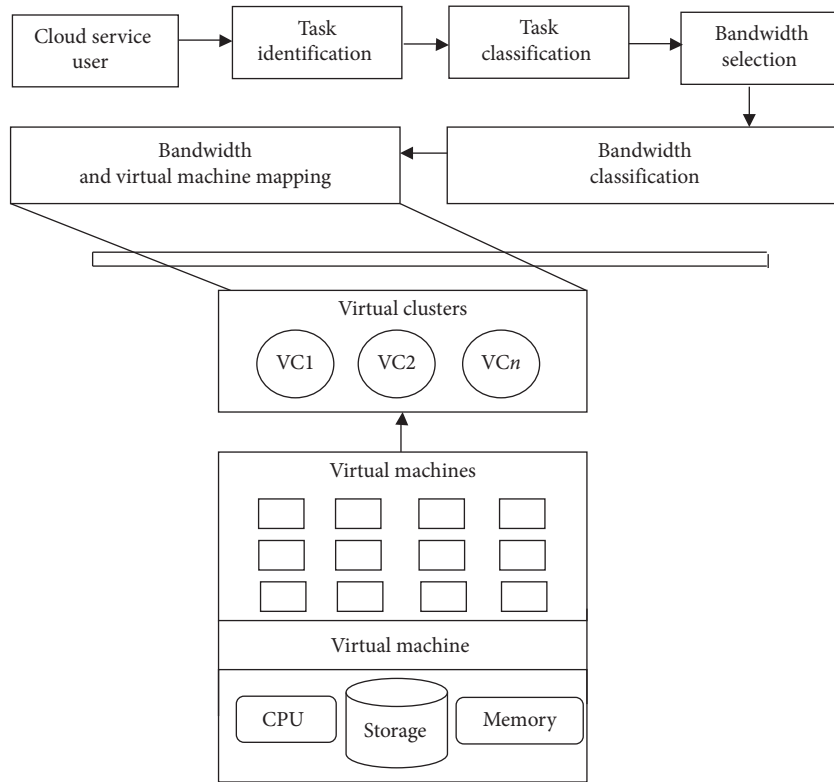 Cloud service
user
Task
identification
Task
classification
Bandwidth
selection
Bandwidth
and virtual machine mapping
Bandwidth
classification
Virtual clusters
VC1
VC2
VCn
Virtual machines
Virtual machine
CPU
Storage
Memory